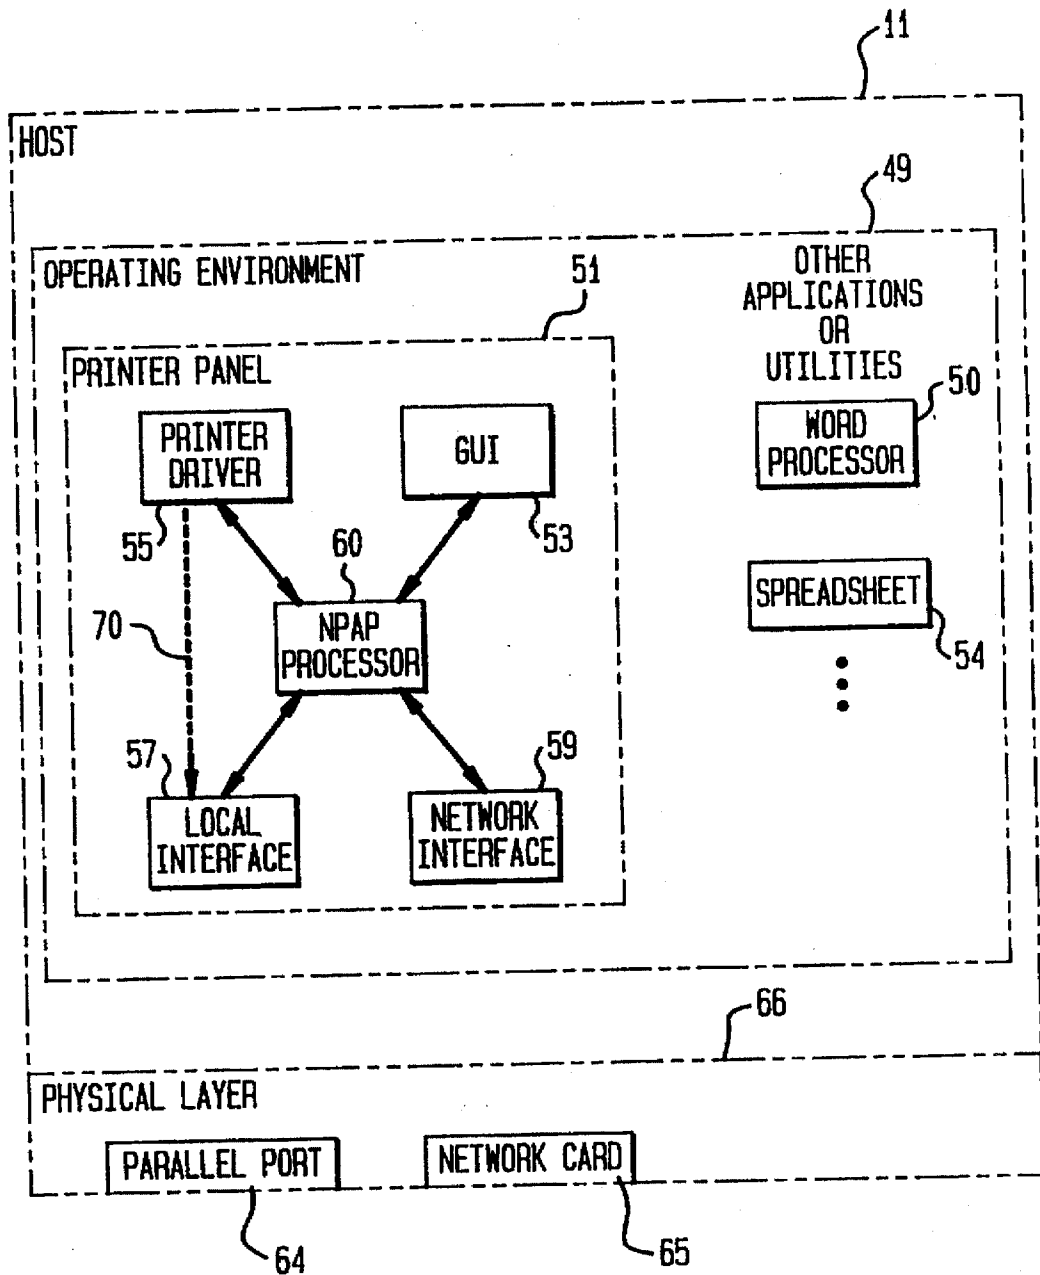 11
HOST
49
OPERATING ENVIRONMENT
OTHER
APPLICATIONS
OR
UTILITIES
51
PRINTER PANEL
50
PRINTER
DRIVER
GUI
WORD
PROCESSOR
55
60
53
NPAP
PROCESSOR
SPREADSHEET
70
54
57
59
LOCAL
INTERFACE
NETWORK
INTERFACE
66
PHYSICAL LAYER
PARALLEL PORT
NETWORK CARD
64
65